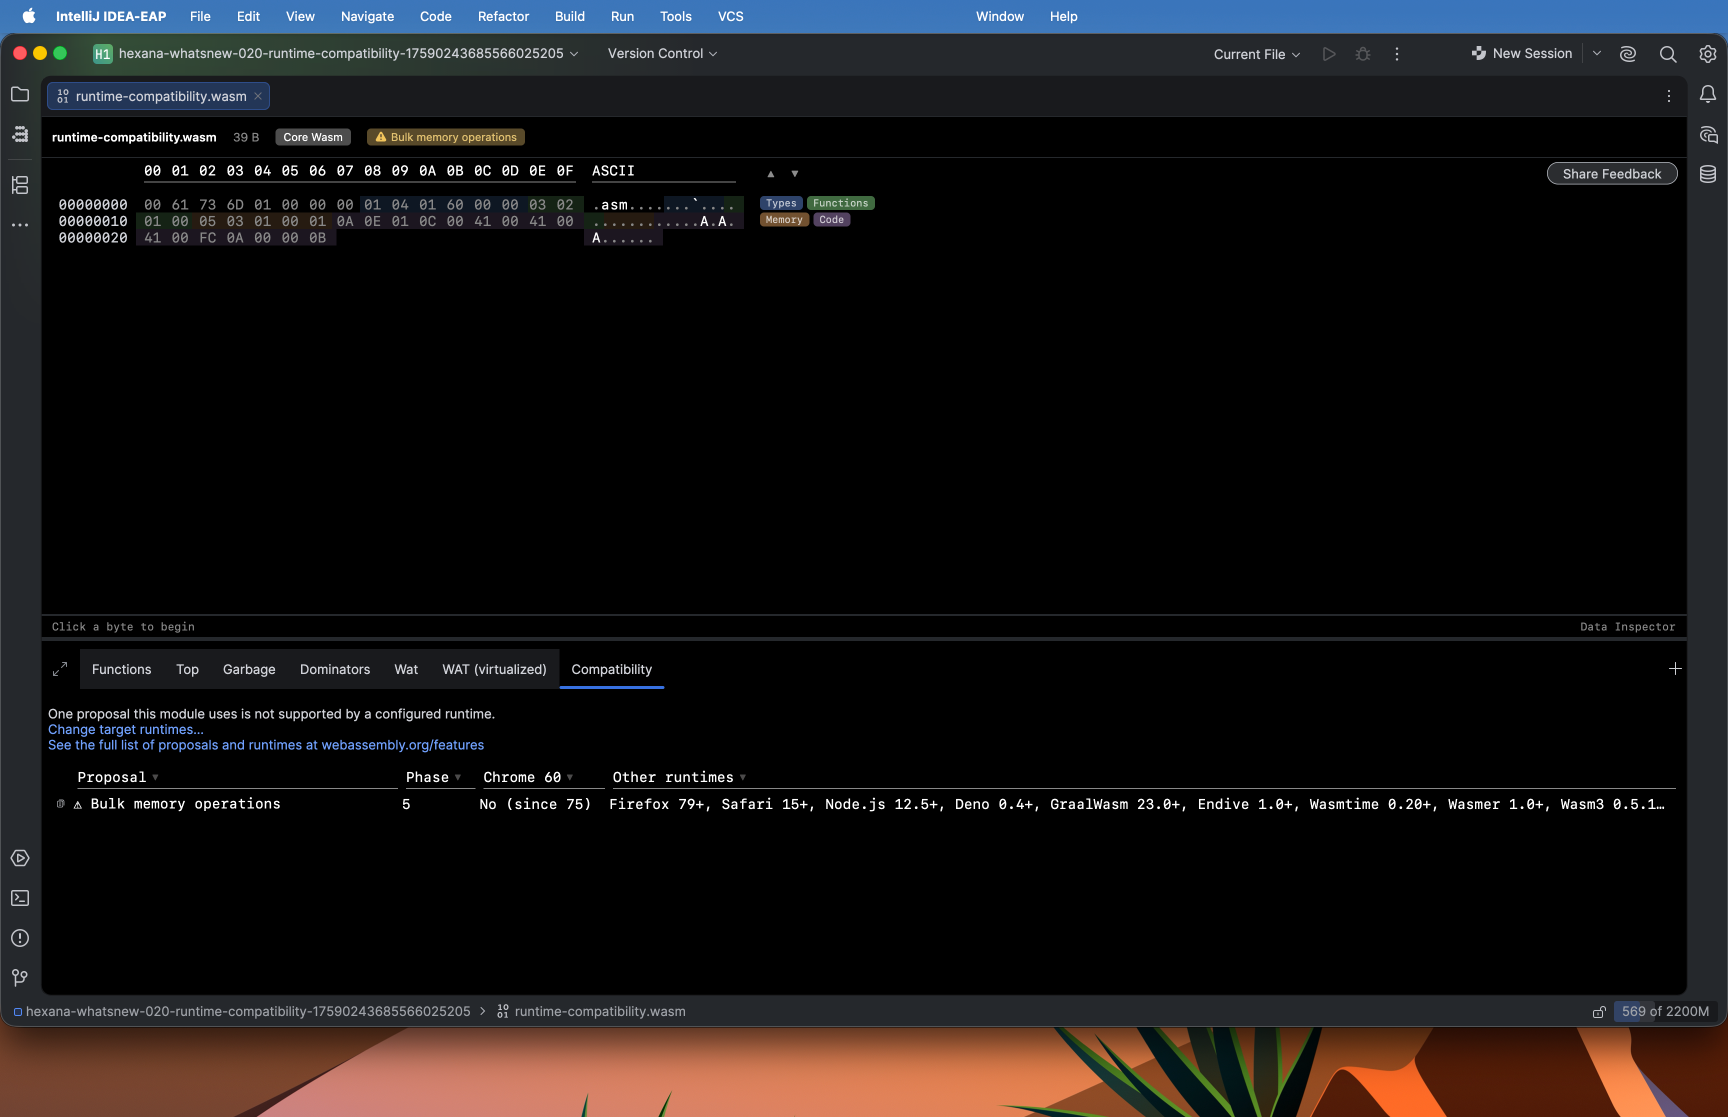 IntelliJ IDEA-EAP File Edit View Navigate Code Refactor Build Run Tools VCS Window Help
H1 hexana-whatsnew-020-runtime-compatibility-17590243685566025205 Version Control Current File New Session
runtime-compatibility.wasm
runtime-compatibility.wasm 39 B Core Wasm Bulk memory operations
00 01 02 03 04 05 06 07 08 09 0A 0B 0C 0D 0E 0F ASCII
Share Feedback
00000000 00 61 73 6D 01 00 00 00 01 04 01 60 00 00 03 02 .asm.......`.... Types Functions
00000010 01 00 05 03 01 00 01 0A 0E 01 0C 00 41 00 41 00 ............A.A. Memory Code
00000020 41 00 FC 0A 00 00 0B A......
Click a byte to begin Data Inspector
Functions Top Garbage Dominators Wat WAT (virtualized) Compatibility
One proposal this module uses is not supported by a configured runtime.
Change target runtimes...
See the full list of proposals and runtimes at webassembly.org/features
Proposal Phase Chrome 60 Other runtimes
Bulk memory operations 5 No (since 75) Firefox 79+, Safari 15+, Node.js 12.5+, Deno 0.4+, GraalWasm 23.0+, Endive 1.0+, Wasmtime 0.20+, Wasmer 1.0+, Wasm3 0.5.1…
hexana-whatsnew-020-runtime-compatibility-17590243685566025205 > runtime-compatibility.wasm 569 of 2200M